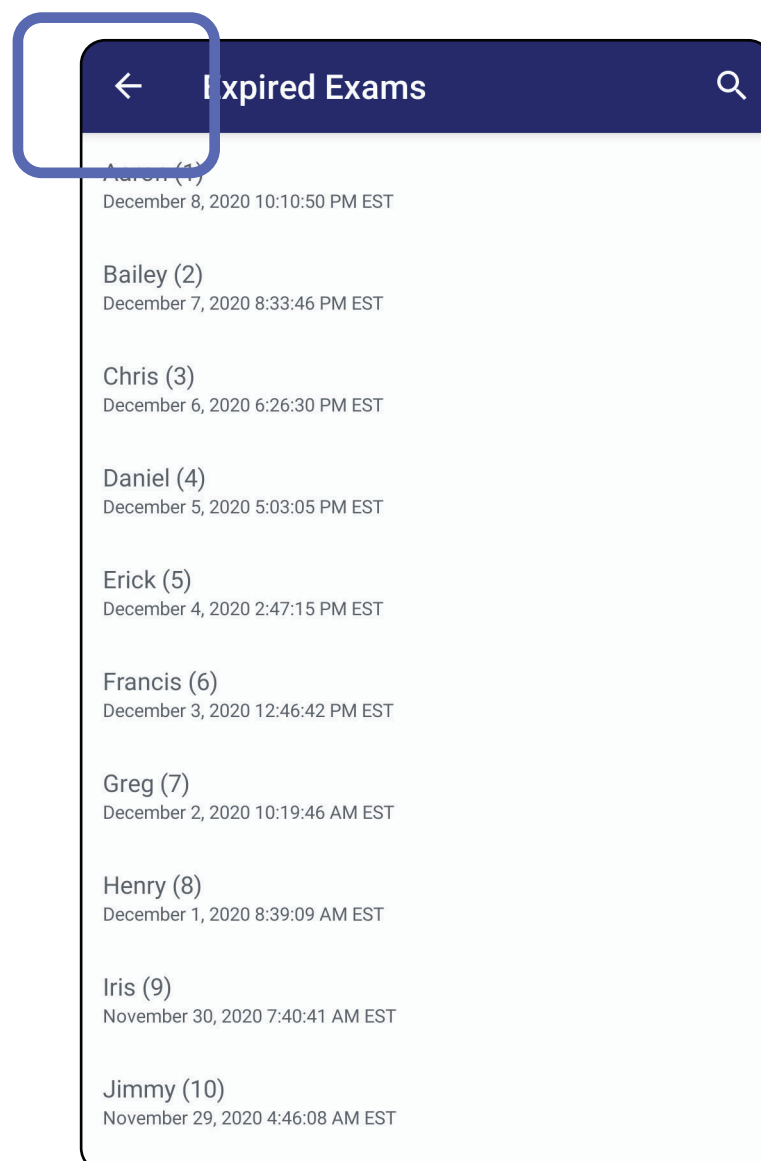 Expired Exams
Aaron (1)
December 8, 2020 10:10:50 PM EST
Bailey (2)
December 7, 2020 8:33:46 PM EST
Chris (3)
December 6, 2020 6:26:30 PM EST
Daniel (4)
December 5, 2020 5:03:05 PM EST
Erick (5)
December 4, 2020 2:47:15 PM EST
Francis (6)
December 3, 2020 12:46:42 PM EST
Greg (7)
December 2, 2020 10:19:46 AM EST
Henry (8)
December 1, 2020 8:39:09 AM EST
Iris (9)
November 30, 2020 7:40:41 AM EST
Jimmy (10)
November 29, 2020 4:46:08 AM EST